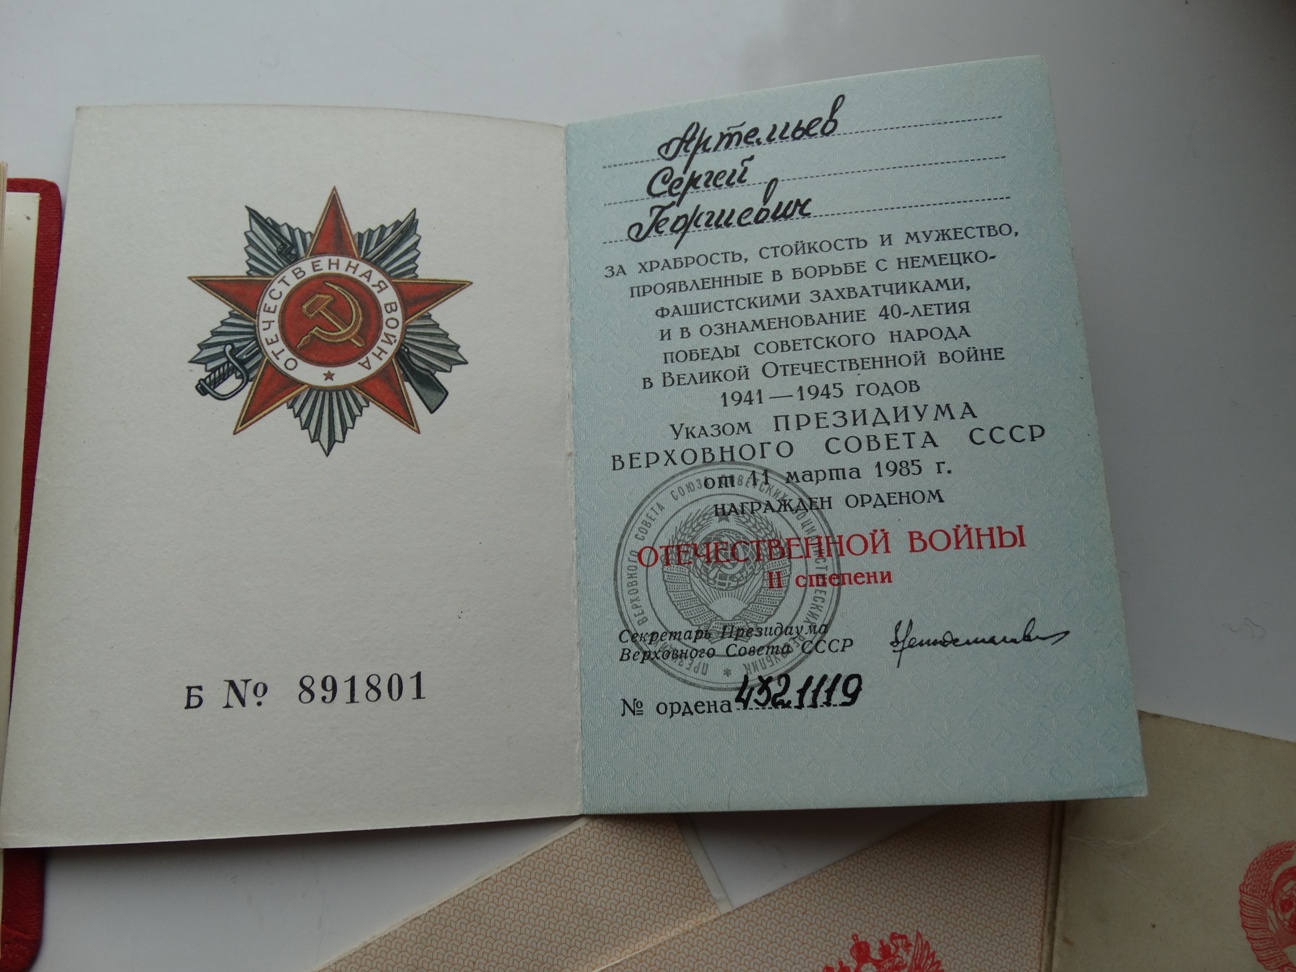 ОТЕЧЕСТВЕННАЯ ВОЙНА
Б № 891801
Артемьев
Сергей
Георгиевич
ЗА ХРАБРОСТЬ, СТОЙКОСТЬ И МУЖЕСТВО,
ПРОЯВЛЕННЫЕ В БОРЬБЕ С НЕМЕЦКО-
ФАШИСТСКИМИ ЗАХВАТЧИКАМИ,
И В ОЗНАМЕНОВАНИЕ 40-ЛЕТИЯ
ПОБЕДЫ СОВЕТСКОГО НАРОДА
В ВЕЛИКОЙ ОТЕЧЕСТВЕННОЙ ВОЙНЕ
1941—1945 ГОДОВ
УКАЗОМ ПРЕЗИДИУМА
ВЕРХОВНОГО СОВЕТА СССР
от 11 марта 1985 г.
НАГРАЖДЕН ОРДЕНОМ
ОТЕЧЕСТВЕННОЙ ВОЙНЫ
II степени
Секретарь Президиума
Верховного Совета СССР
№ ордена